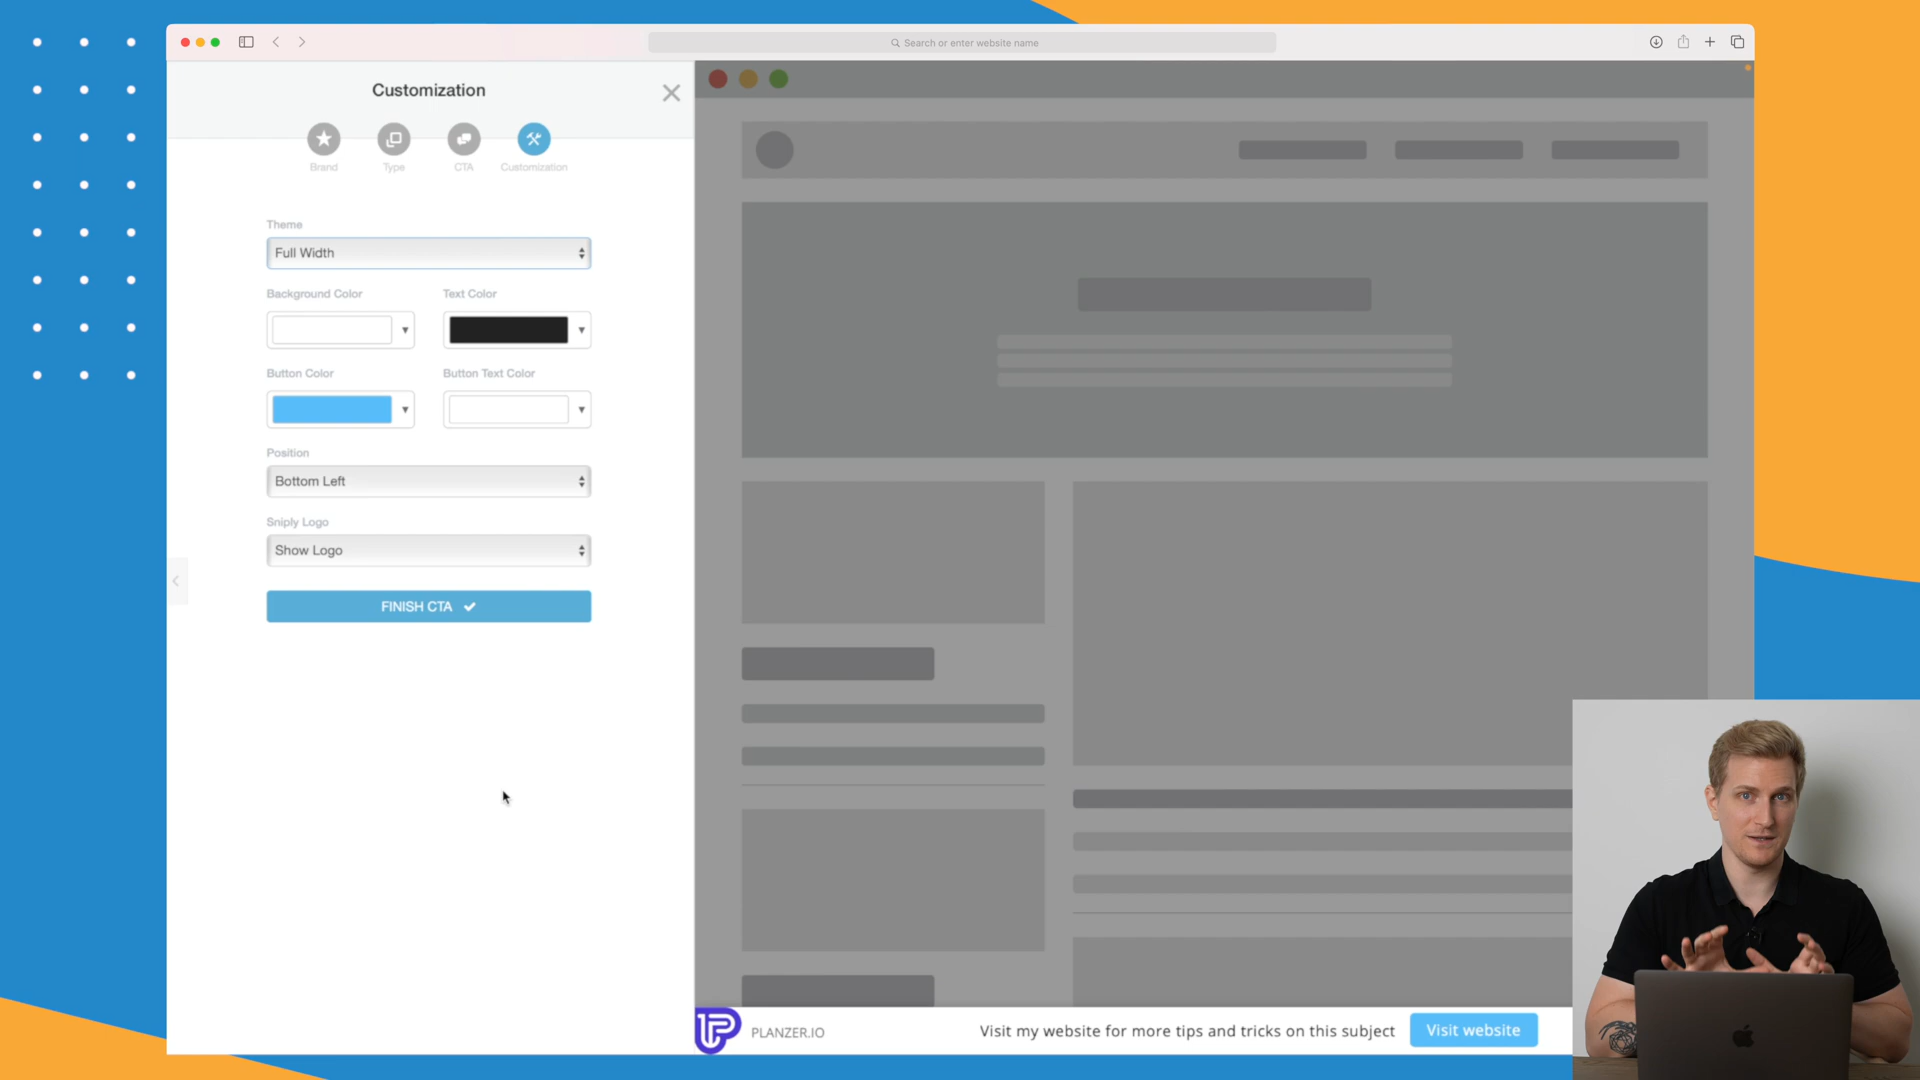 Search or enter website name
Customization
Brand
Type
CTA
Customization
Theme
Full Width
Background Color
Text Color
Button Color
Button Text Color
Position
Bottom Left
Sniply Logo
Show Logo
FINISH CTA
PLANZER.IO
Visit my website for more tips and tricks on this subject
Visit website